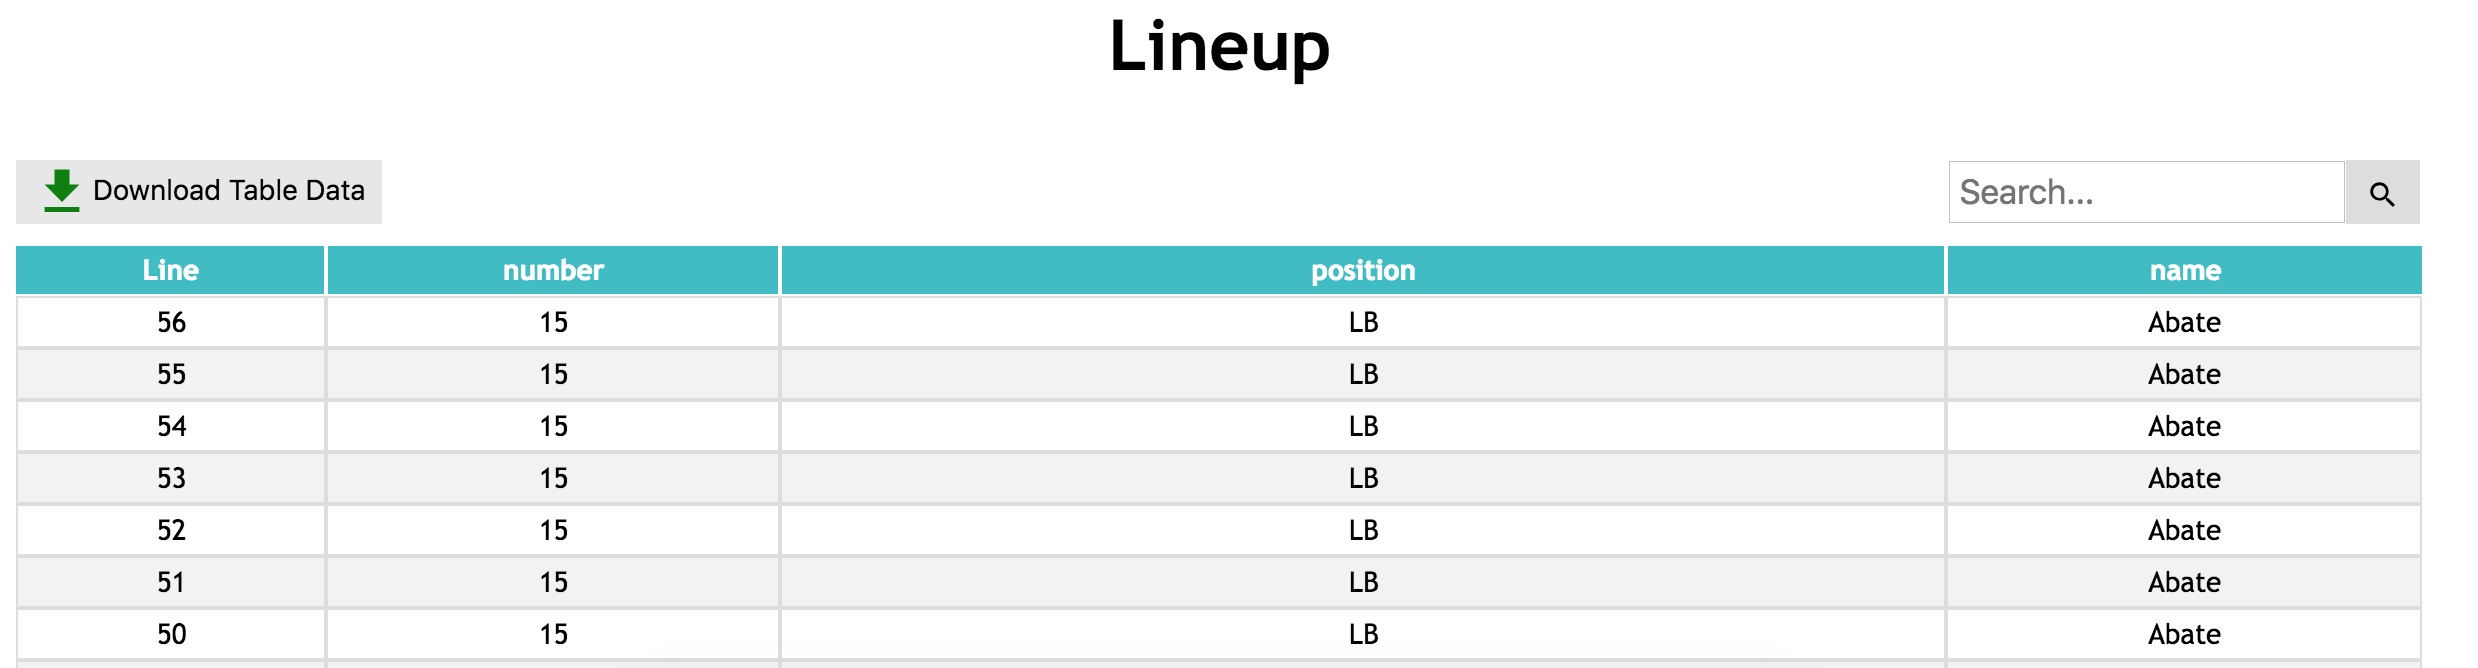 Lineup
Download Table Data
Search...
Line number position name
56 15 LB Abate
55 15 LB Abate
54 15 LB Abate
53 15 LB Abate
52 15 LB Abate
51 15 LB Abate
50 15 LB Abate